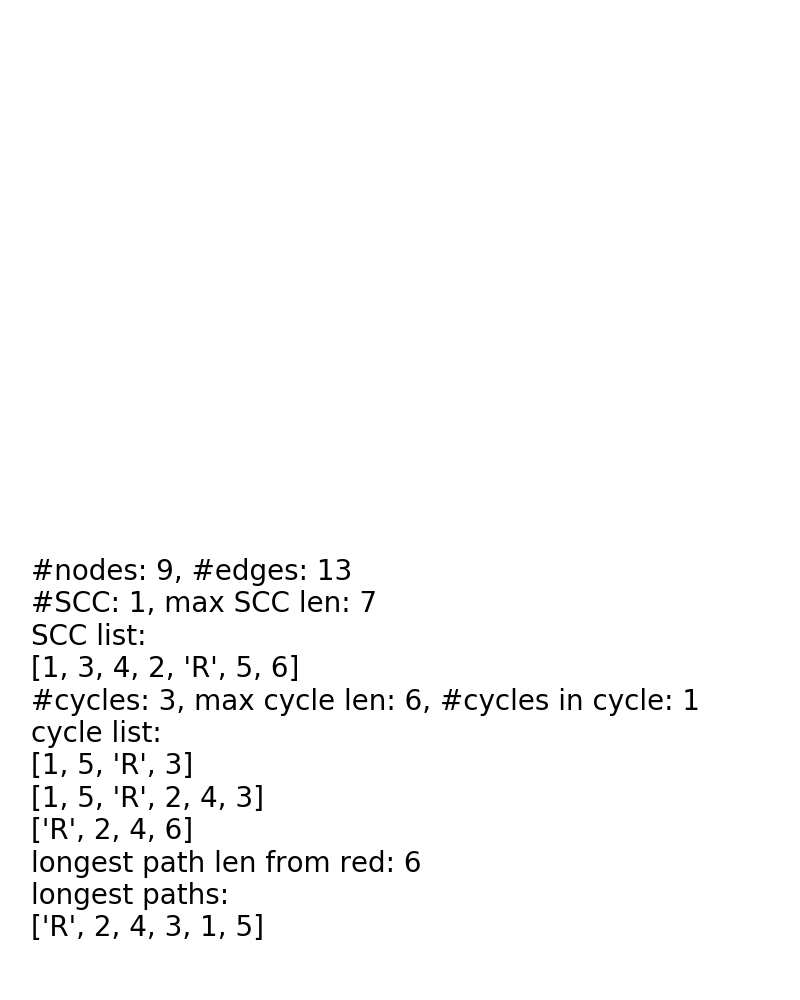 #nodes: 9, #edges: 13
#SCC: 1, max SCC len: 7
SCC list:
[1, 3, 4, 2, 'R', 5, 6]
#cycles: 3, max cycle len: 6, #cycles in cycle: 1
cycle list:
[1, 5, 'R', 3]
[1, 5, 'R', 2, 4, 3]
['R', 2, 4, 6]
longest path len from red: 6
longest paths:
['R', 2, 4, 3, 1, 5]